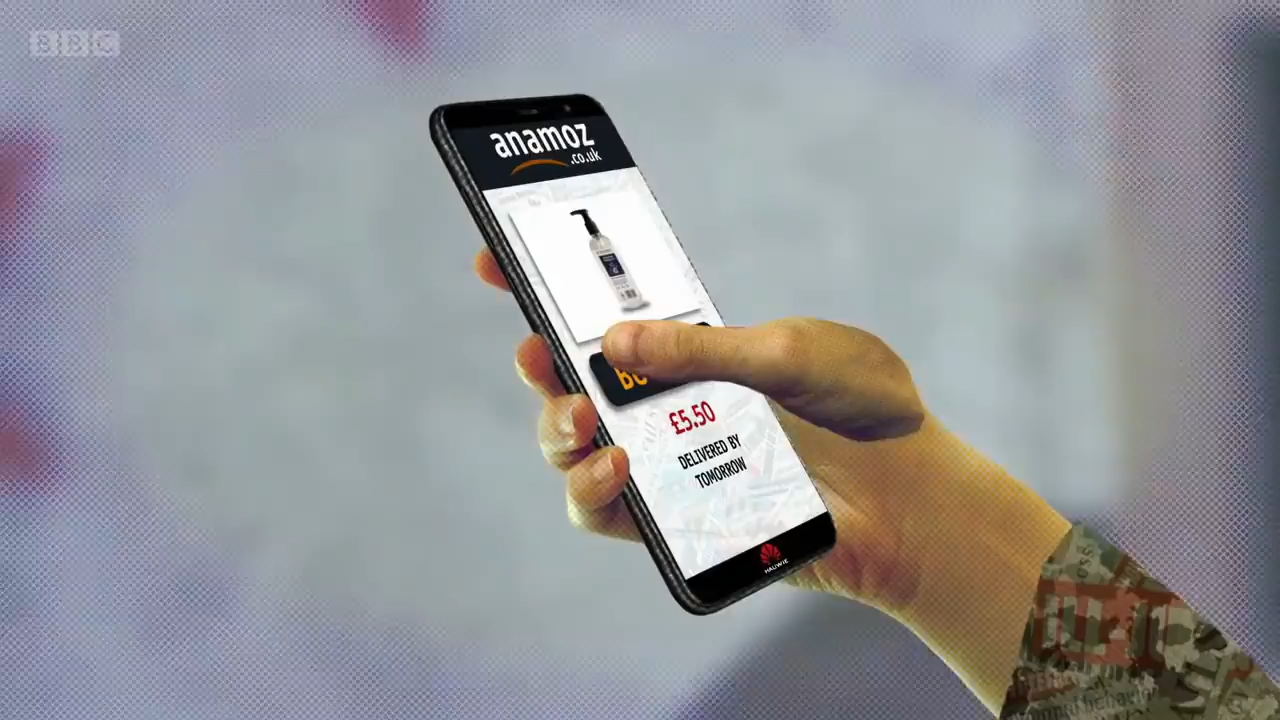 BBC
anamoz
.co.uk
£5.50
DELIVERED BY
TOMORROW
HAUWIE